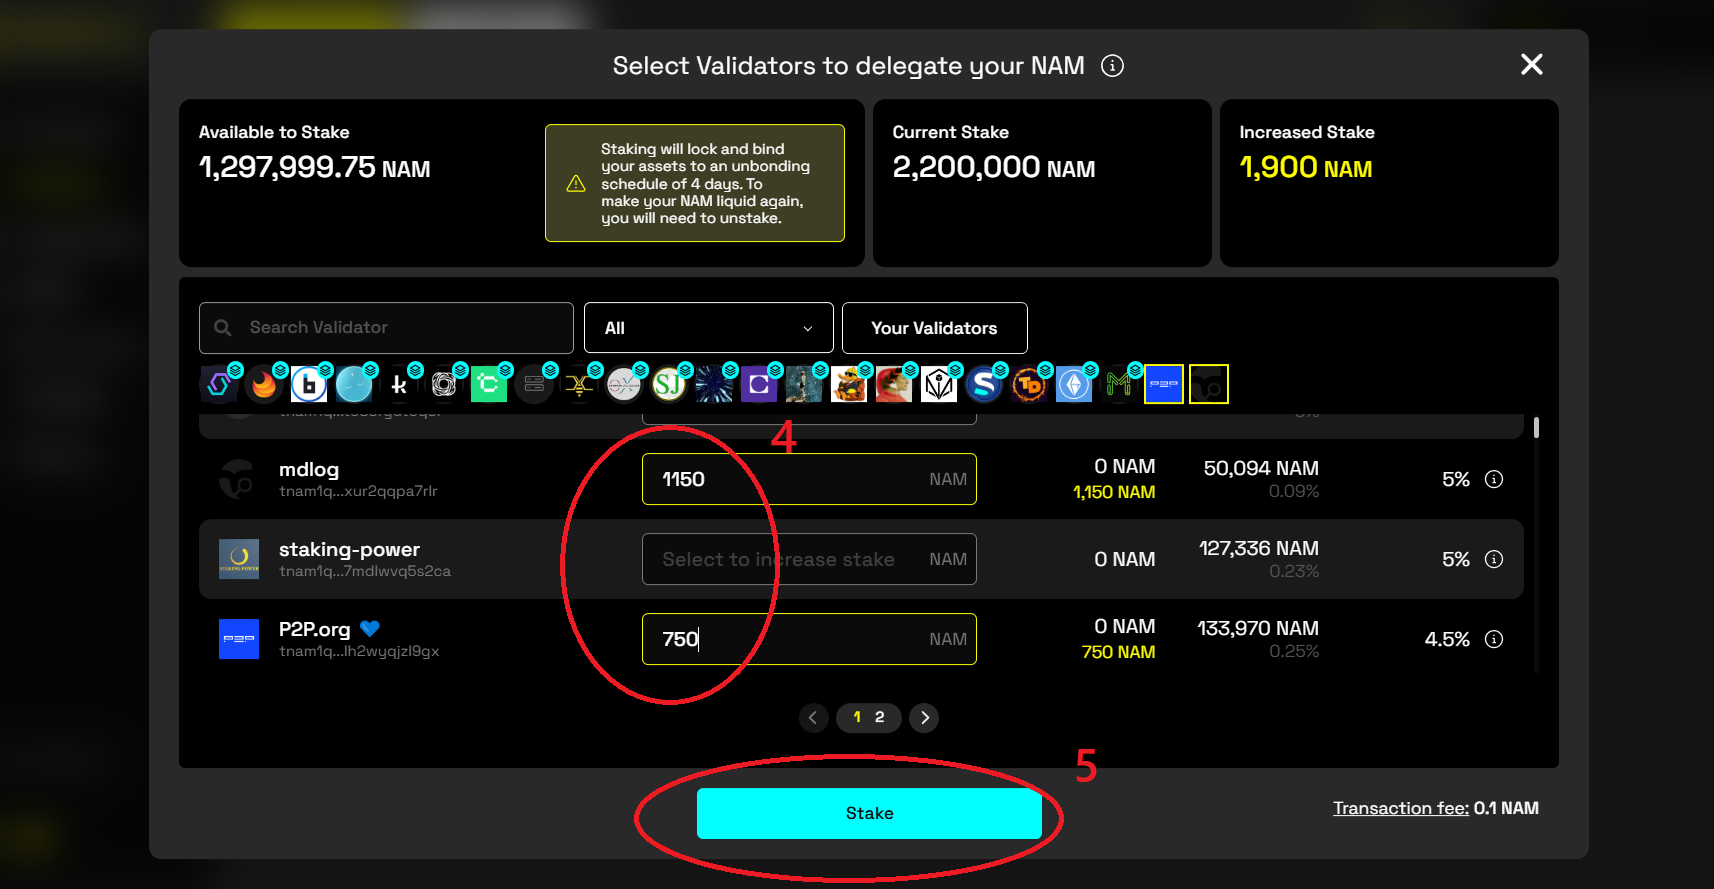 Select Validators to delegate your NAM
Available to Stake
1,297,999.75 NAM
Staking will lock and bind
your assets to an unbonding
schedule of 4 days. To
make your NAM liquid again,
you will need to unstake.
Current Stake
2,200,000 NAM
Increased Stake
1,900 NAM
Search Validator
All
Your Validators
4
mdlog
tnam1q...xur2qqpa7rlr
1150 NAM
0 NAM
1,150 NAM
50,094 NAM
0.09%
5%
staking-power
tnam1q...7mdlwvq5s2ca
Select to increase stake NAM
0 NAM
127,336 NAM
0.23%
5%
P2P.org
tnam1q...lh2wyqjzl9gx
750 NAM
0 NAM
750 NAM
133,970 NAM
0.25%
4.5%
1 2
5
Stake
Transaction fee: 0.1 NAM